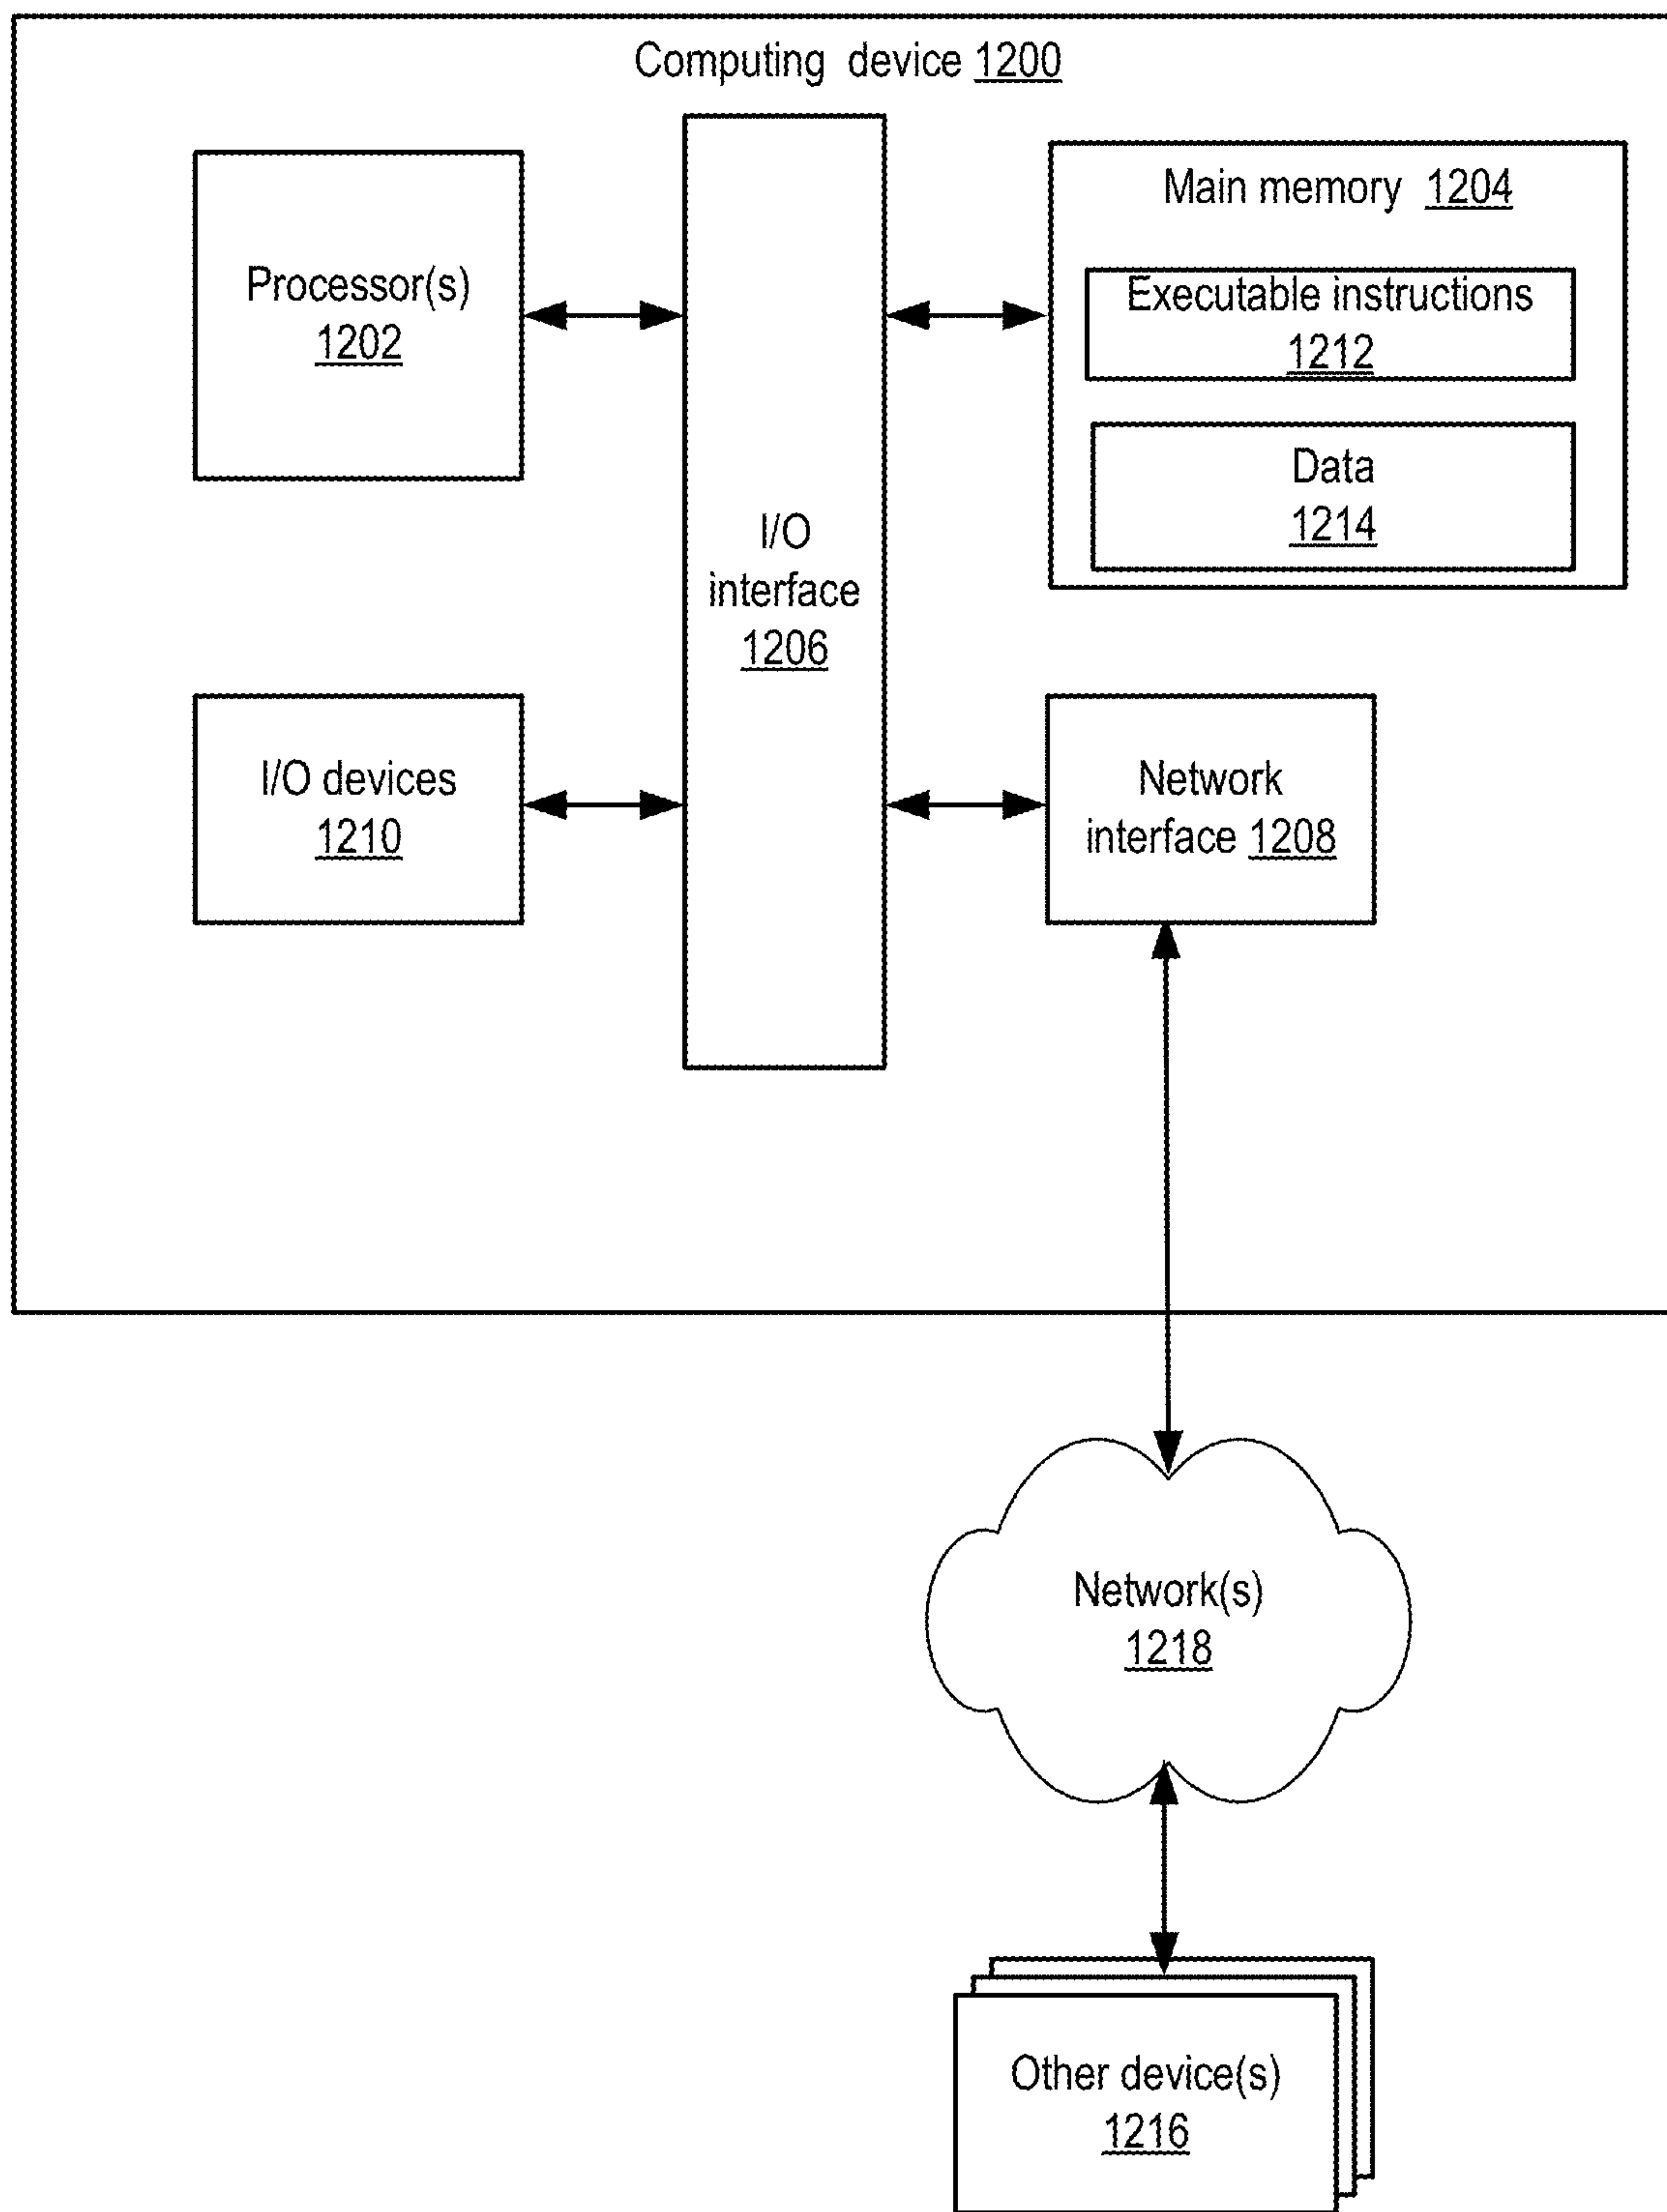 Computing device 1200
Processor(s)
1202
I/O
interface
1206
Main memory 1204
Executable instructions
1212
Data
1214
I/O devices
1210
Network
interface 1208
Network(s)
1218
Other device(s)
1216